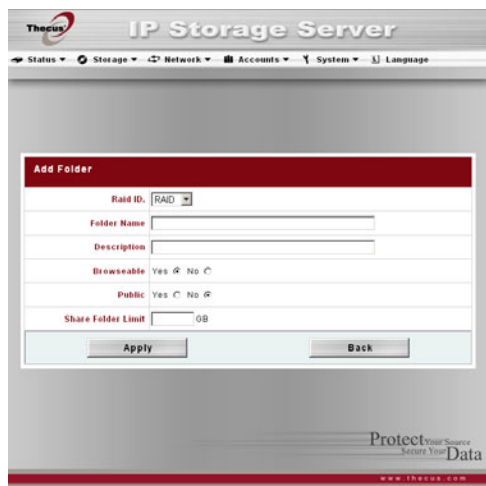 Thecus
IP Storage Server
Status Storage Network Accounts System Language
Add Folder
Raid ID. RAID
Folder Name
Description
Browseable Yes No
Public Yes No
Share Folder Limit GB
Apply Back
Protect Your Source
Secure Your Data
www.thecus.com